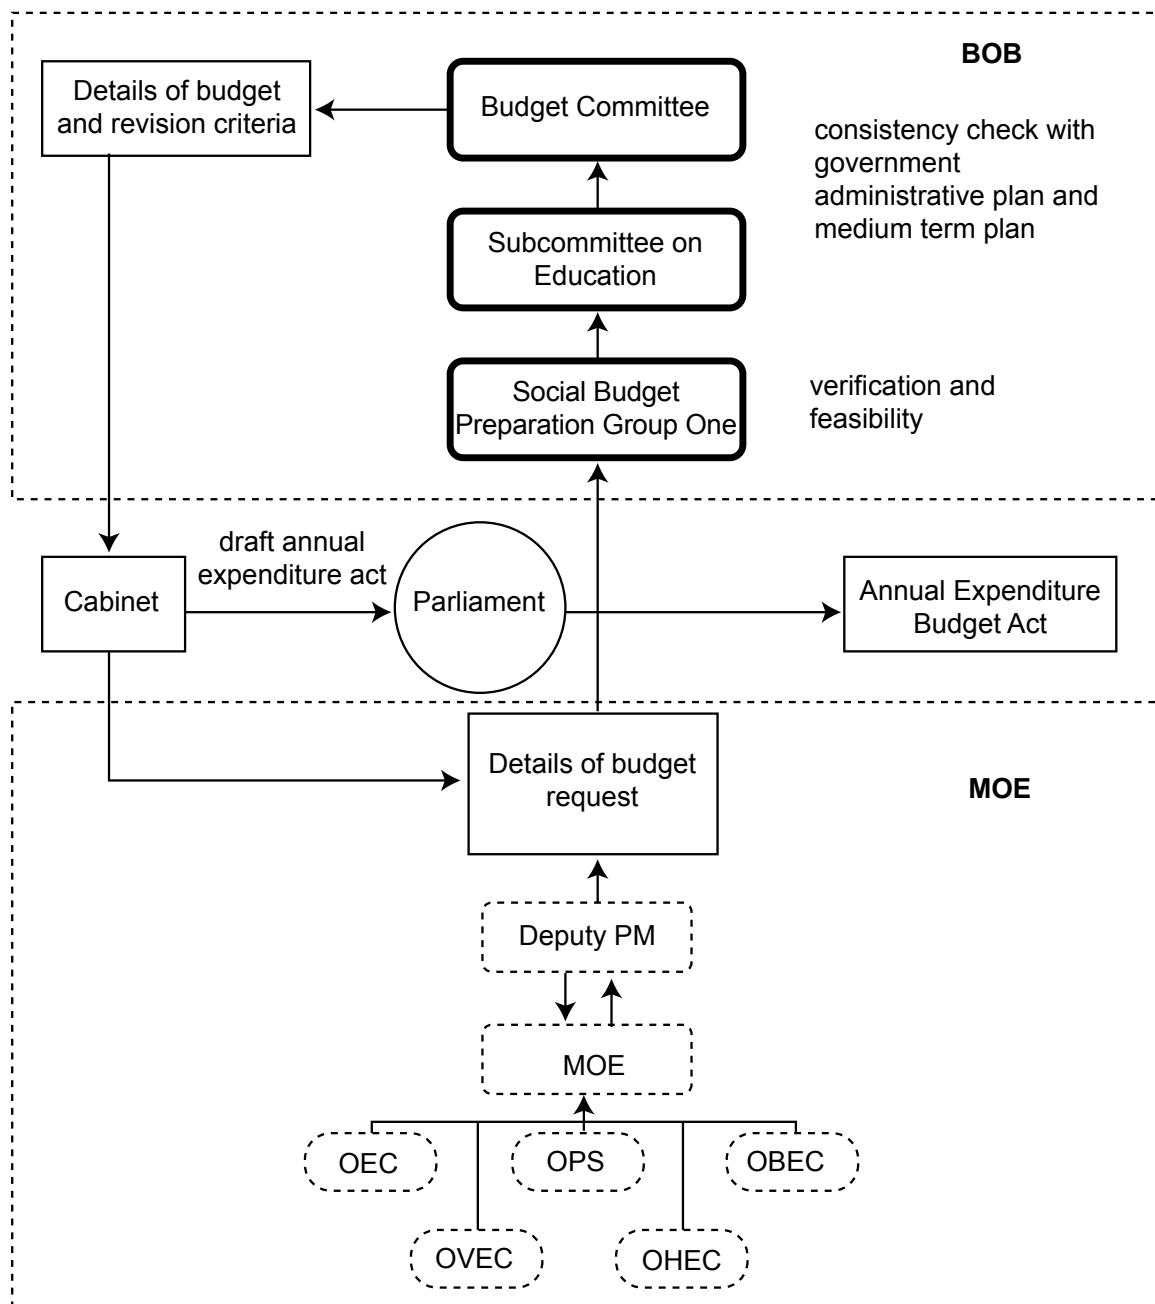 BOB
Details of budget
and revision criteria
Budget Committee
consistency check with
government
administrative plan and
medium term plan
Subcommittee on
Education
Social Budget
Preparation Group One
verification and
feasibility
draft annual
expenditure act
Cabinet
Parliament
Annual Expenditure
Budget Act
Details of budget
request
MOE
Deputy PM
MOE
OEC
OPS
OBEC
OVEC
OHEC